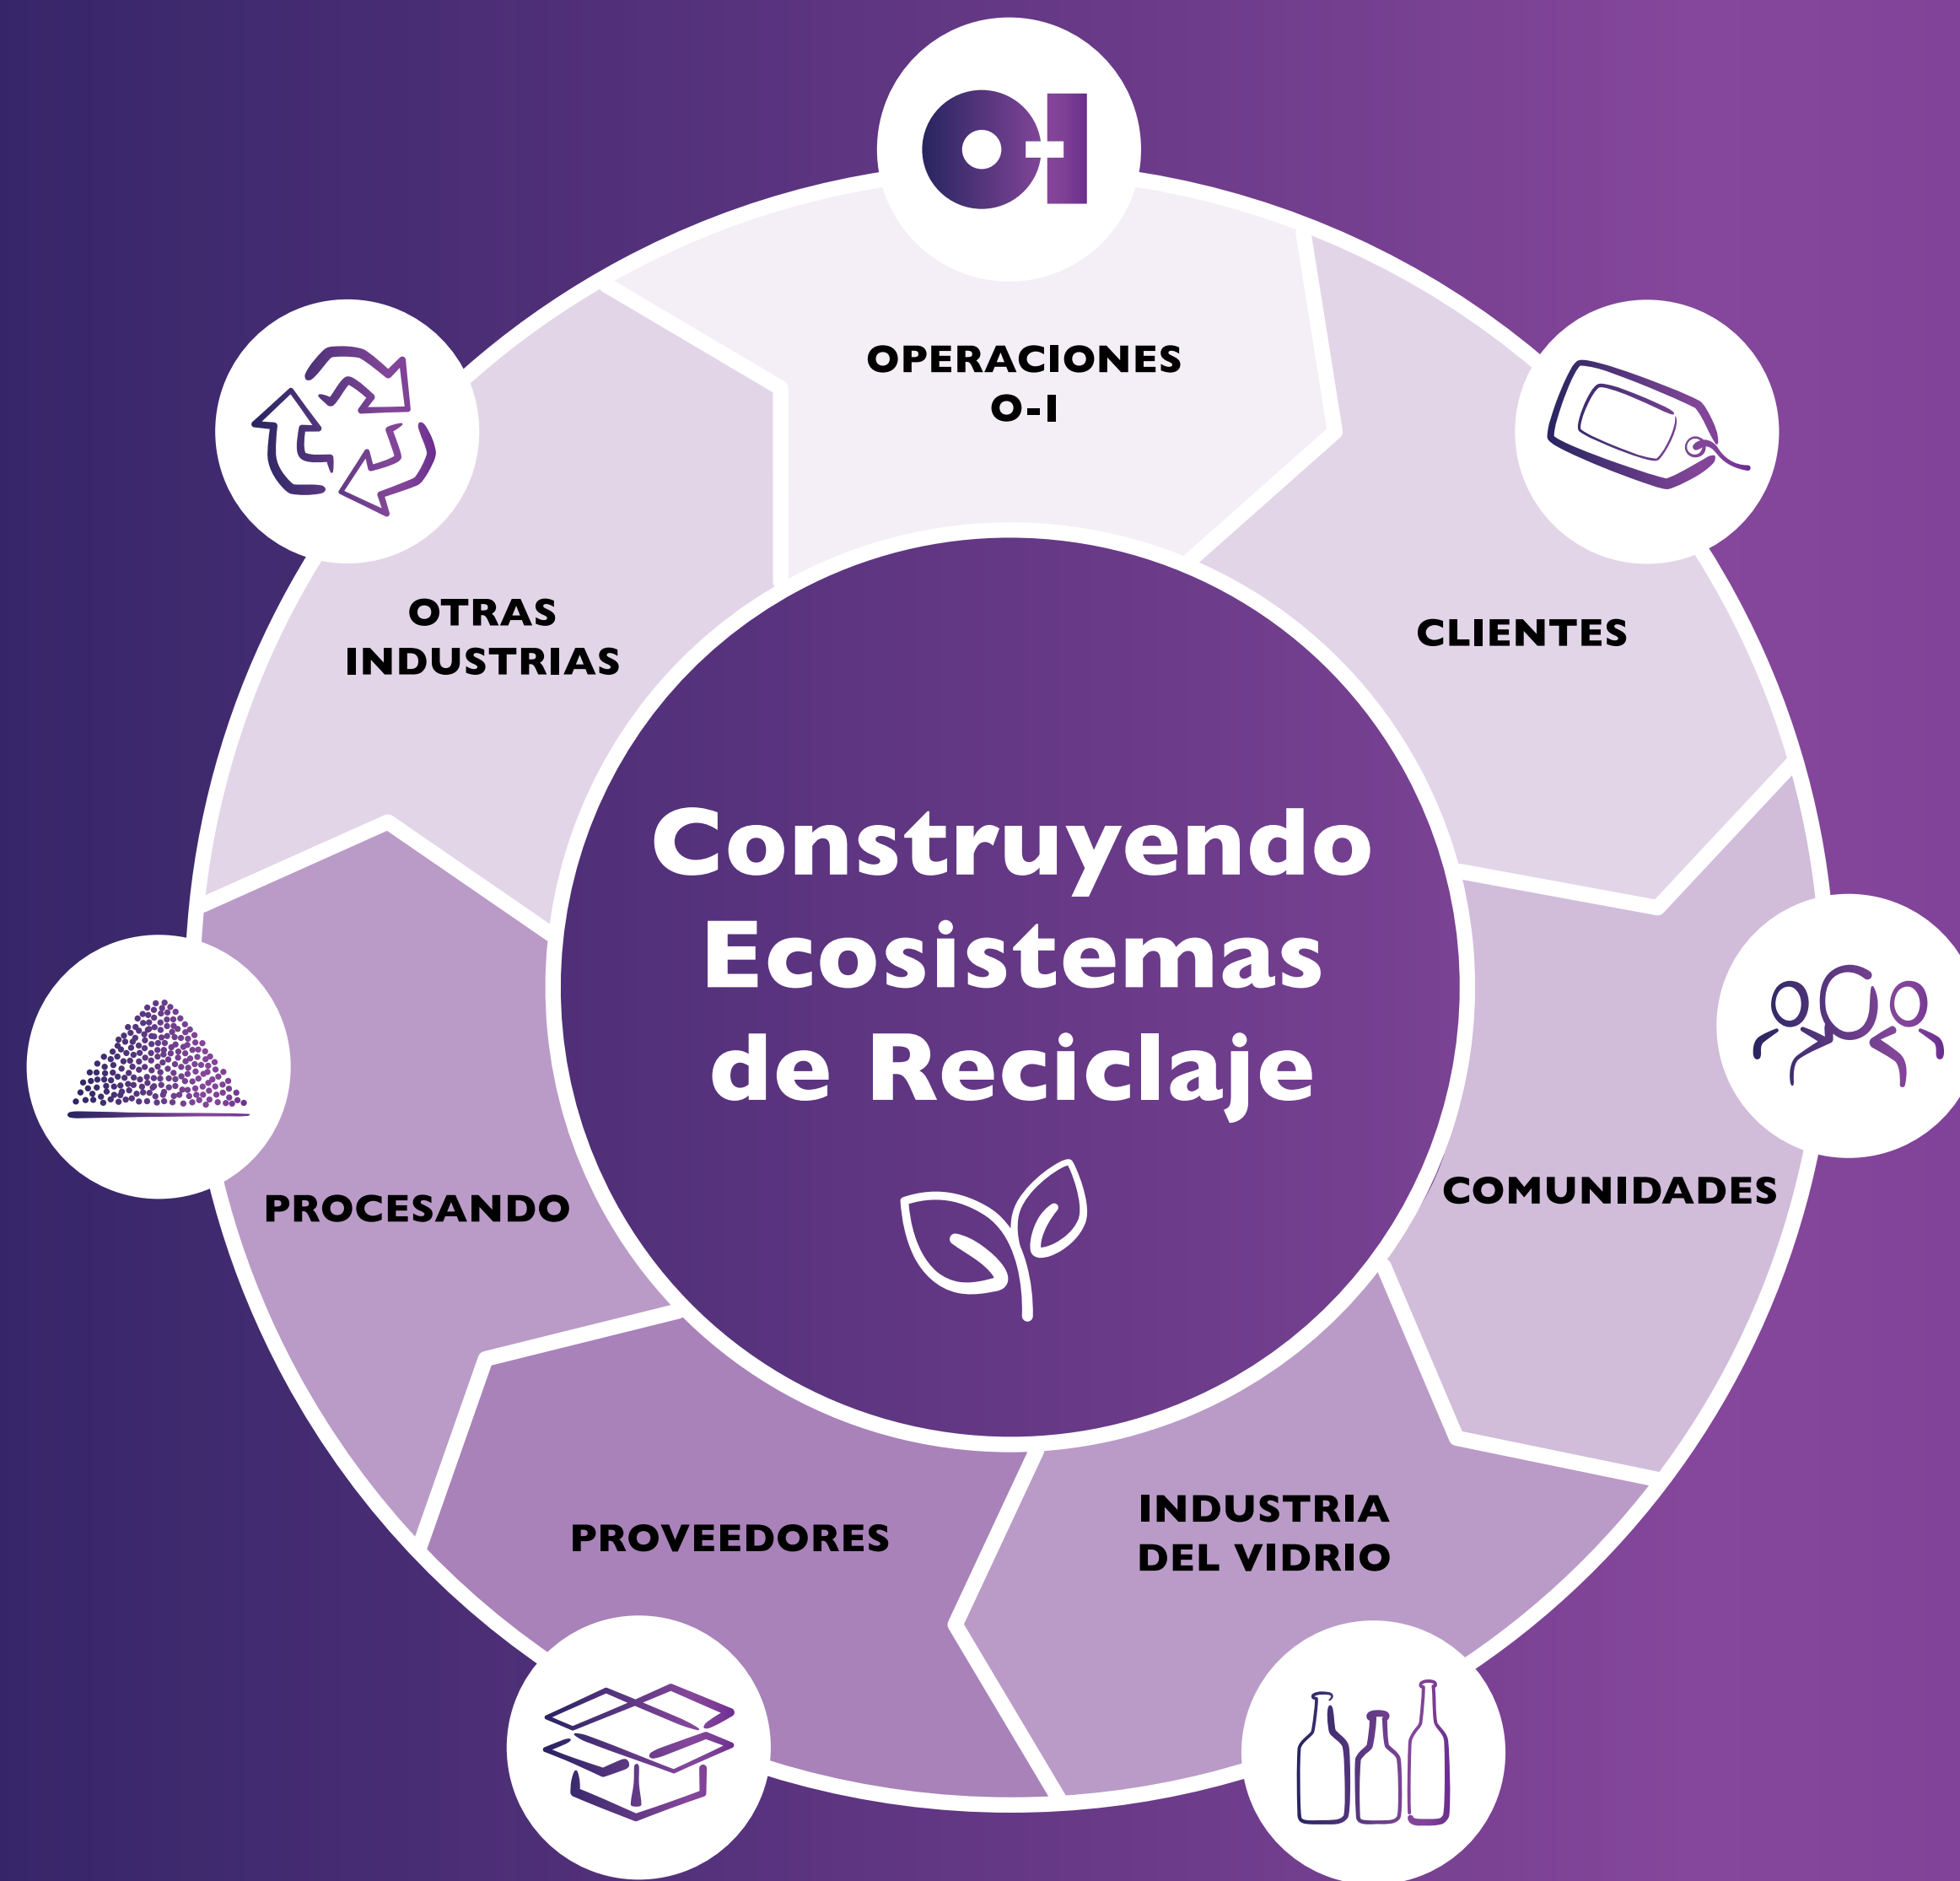 O-I
OPERACIONES
O-I
CLIENTES
COMUNIDADES
INDUSTRIA
DEL VIDRIO
PROVEEDORES
PROCESANDO
OTRAS
INDUSTRIAS
Construyendo
Ecosistemas
de Reciclaje